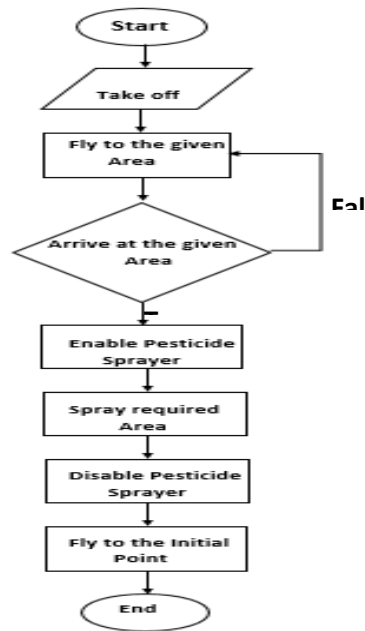 Start
Take off
Fly to the given
Area
Arrive at the given
Area
Enable Pesticide
Sprayer
Spray required
Area
Disable Pesticide
Sprayer
Fly to the Initial
Point
End